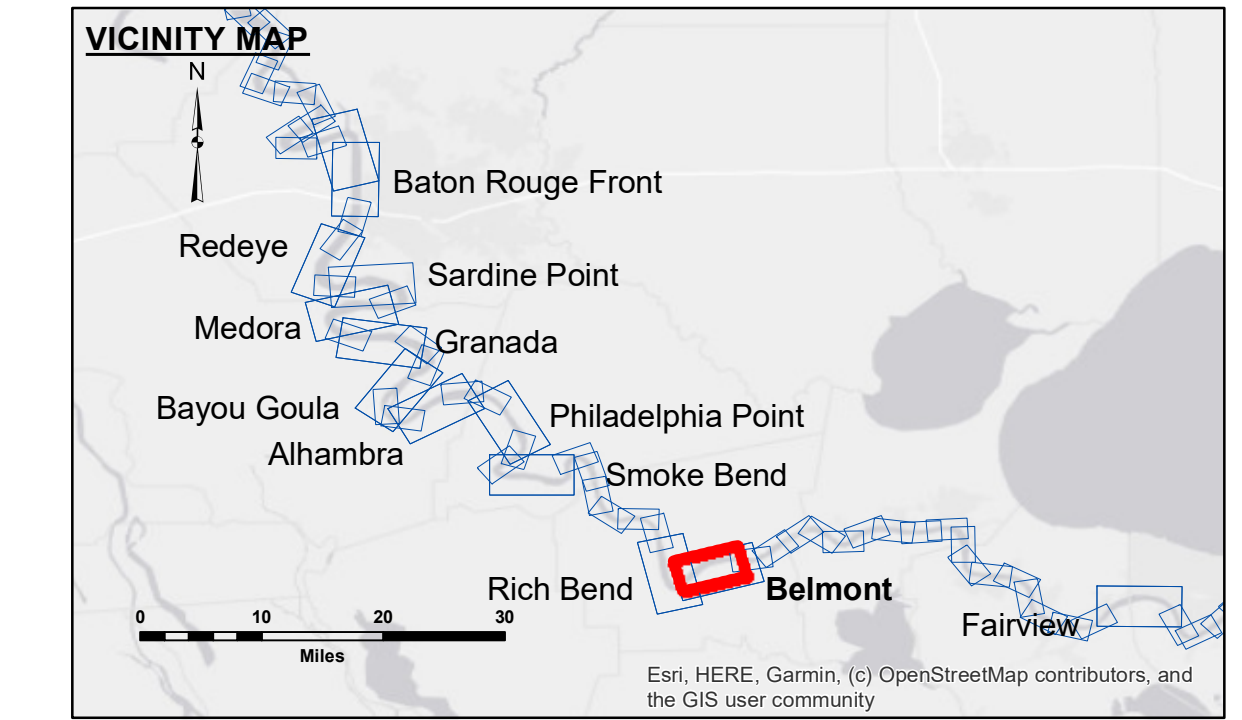 VICINITY MAP
N
Baton Rouge Front
Redeye
Sardine Point
Medora
Granada
Bayou Goula
Philadelphia Point
Alhambra
Smoke Bend
Rich Bend
Belmont
Fairview
0 10 20 30
Miles
Esri, HERE, Garmin, (c) OpenStreetMap contributors, and
the GIS user community